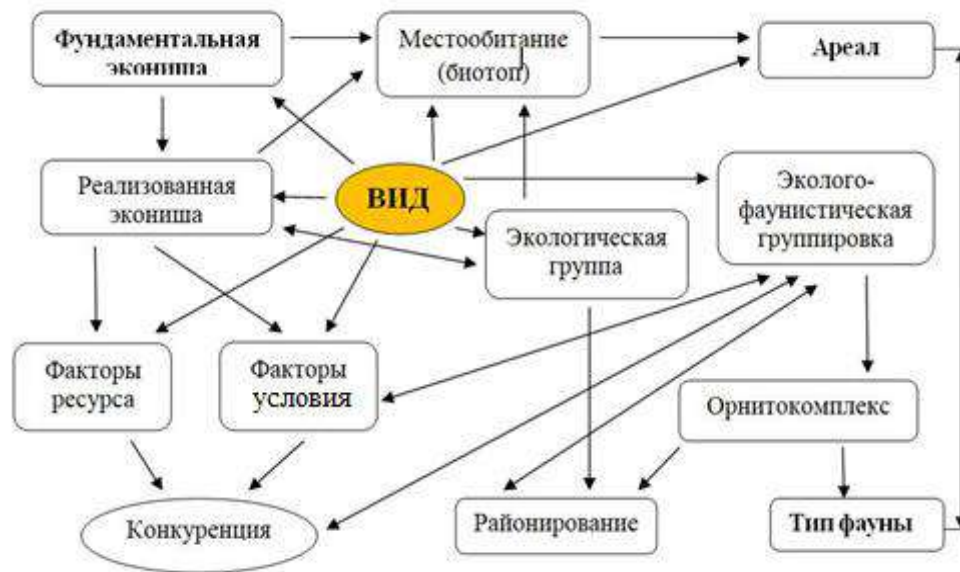 Фундаментальная
экониша
Местообитание
(биотоп)
Ареал
Реализованная
экониша
ВИД
Экологическая
группа
Эколого-
фаунистическая
группировка
Факторы
ресурса
Факторы
условия
Орнитокомплекс
Конкуренция
Районирование
Тип фауны